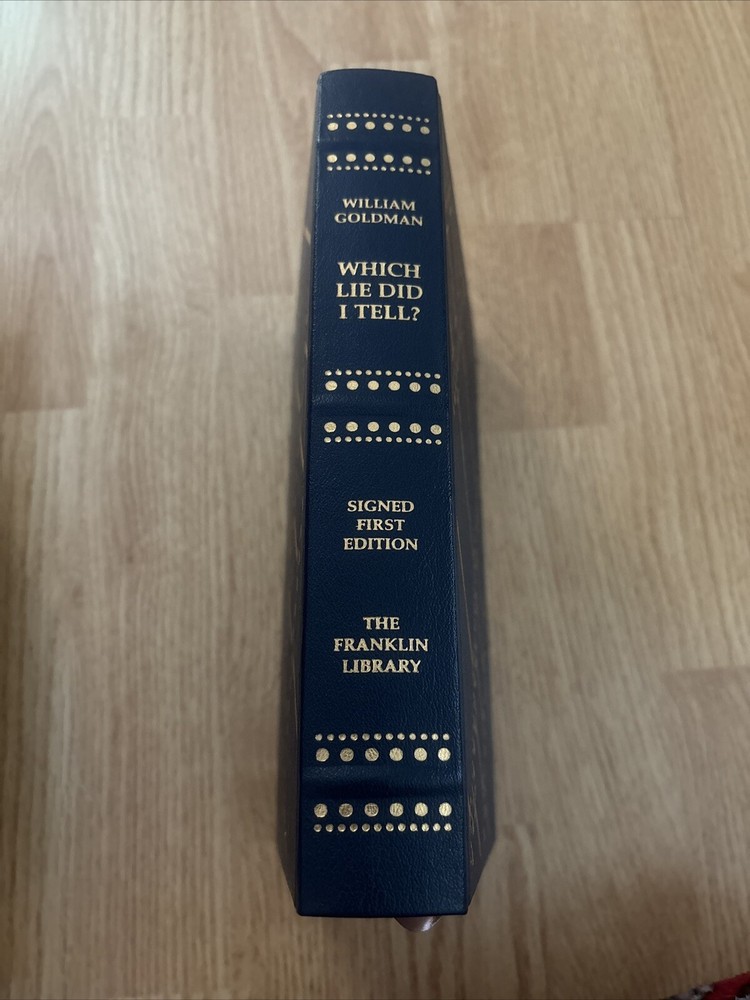 WILLIAM
GOLDMAN
WHICH
LIE DID
I TELL?
SIGNED
FIRST
EDITION
THE
FRANKLIN
LIBRARY